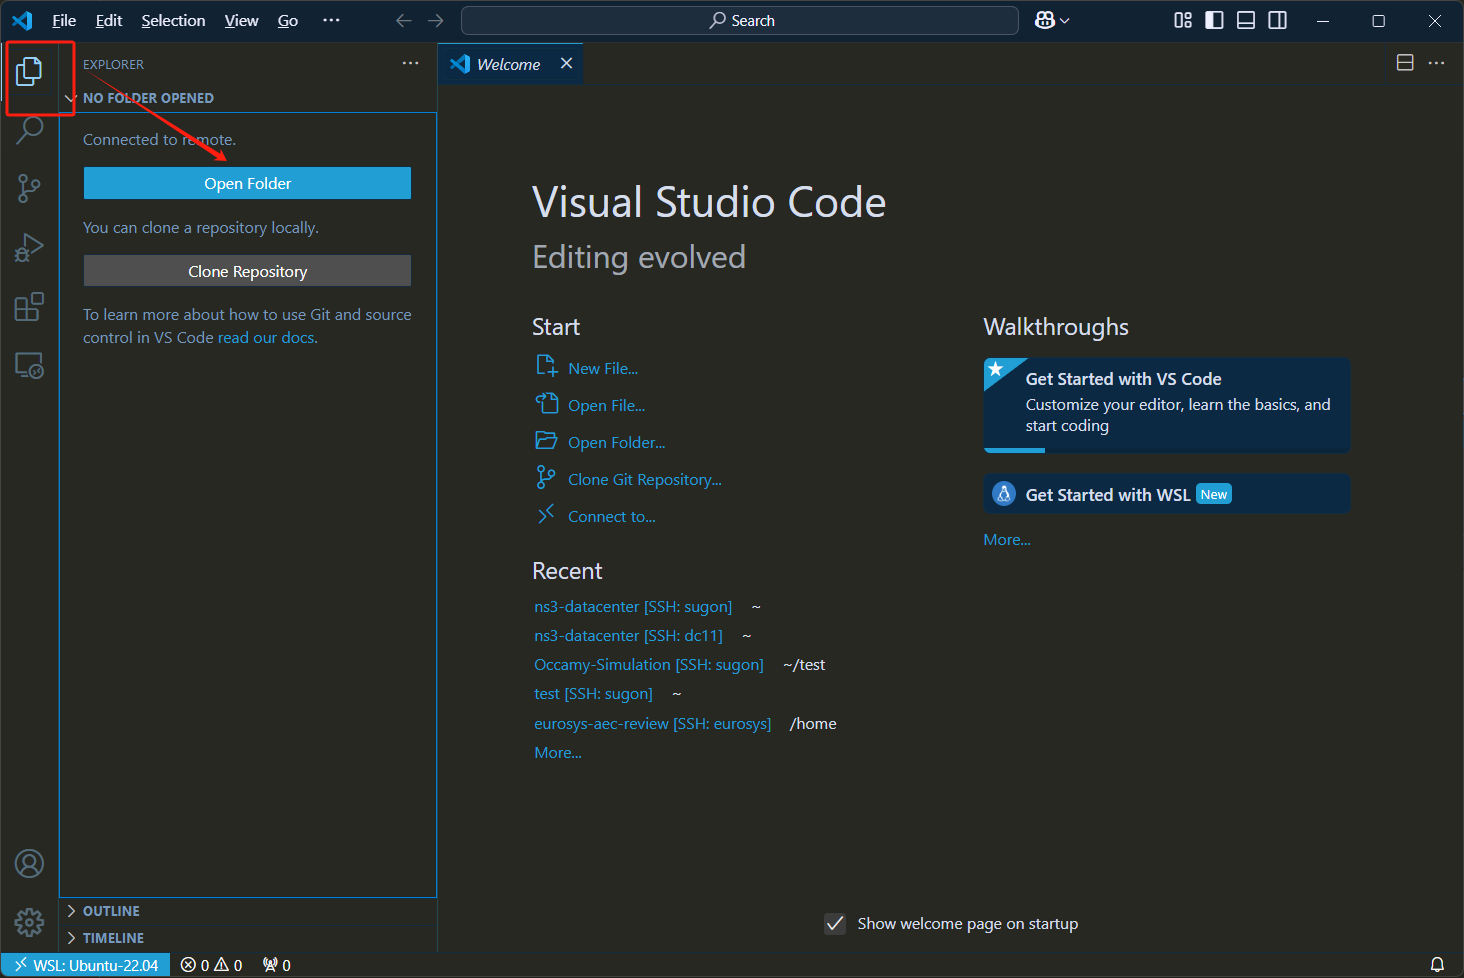 File Edit Selection View Go ···
Search
EXPLORER
···
NO FOLDER OPENED
Connected to remote.
Open Folder
You can clone a repository locally.
Clone Repository
To learn more about how to use Git and source
control in VS Code read our docs.
OUTLINE
TIMELINE
Welcome
···
Visual Studio Code
Editing evolved
Start
New File...
Open File...
Open Folder...
Clone Git Repository...
Connect to...
Recent
ns3-datacenter [SSH: sugon] ~
ns3-datacenter [SSH: dc11] ~
Occamy-Simulation [SSH: sugon] ~/test
test [SSH: sugon] ~
eurosys-aec-review [SSH: eurosys] /home
More...
Walkthroughs
Get Started with VS Code
Customize your editor, learn the basics, and
start coding
Get Started with WSL New
More...
Show welcome page on startup
WSL: Ubuntu-22.04 0 0 0